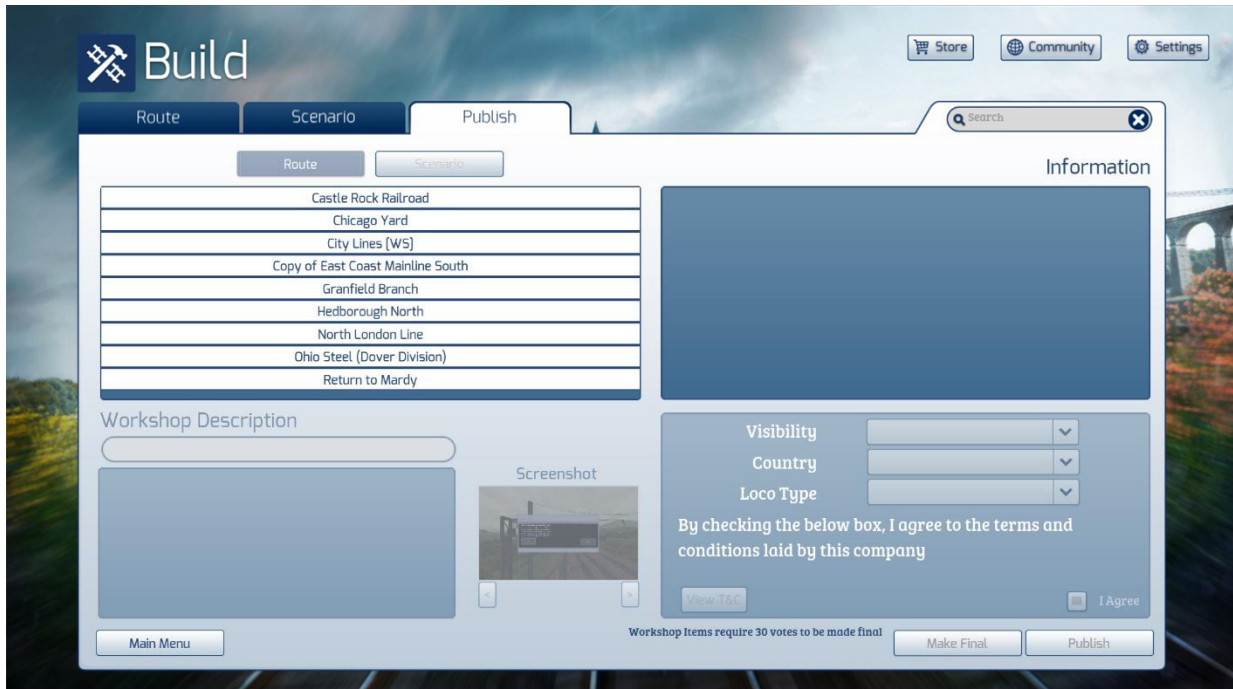 Build
Store
Community
Settings
Route
Scenario
Publish
Search
Route
Scenario
Information
Castle Rock Railroad
Chicago Yard
City Lines [WS]
Copy of East Coast Mainline South
Granfield Branch
Hedborough North
North London Line
Ohio Steel (Dover Division)
Return to Mardy
Workshop Description
Screenshot
<
>
Visibility
Country
Loco Type
By checking the below box, I agree to the terms and
conditions laid by this company
View T&C
I Agree
Main Menu
Workshop Items require 30 votes to be made final
Make Final
Publish